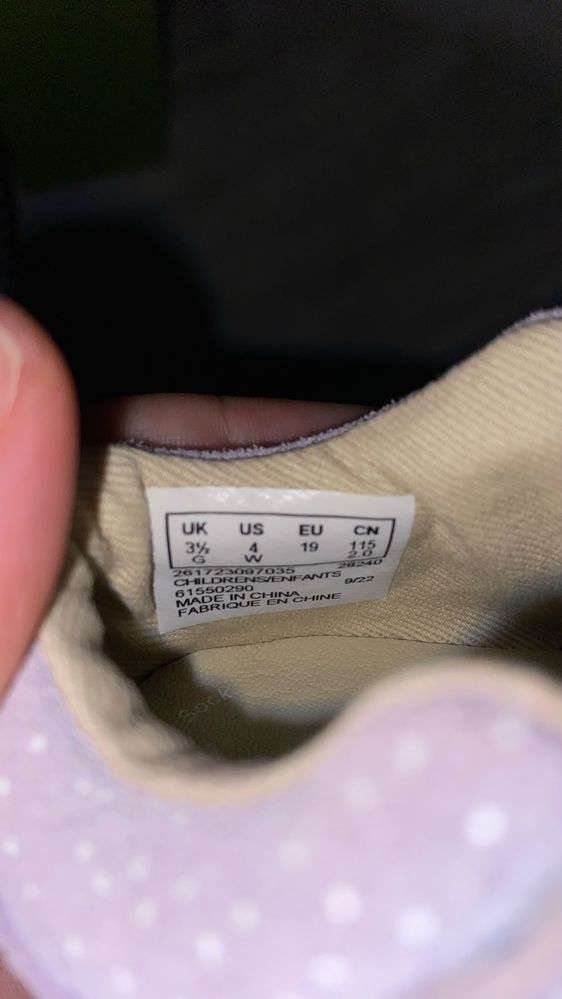 UK US EU CN
3½ 4 19 115
G W 2.0
261723097035 28240
CHILDRENS/ENFANTS
61550290 9/22
MADE IN CHINA
FABRIQUE EN CHINE